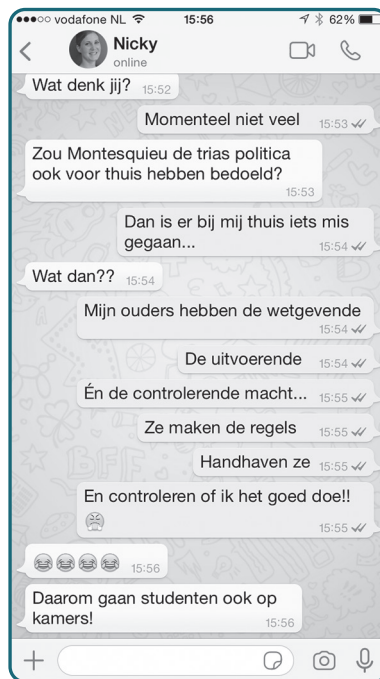 vodafone NL 15:56 62%
Nicky
online
Wat denk jij? 15:52
Momenteel niet veel 15:53
Zou Montesquieu de trias politica
ook voor thuis hebben bedoeld?
15:53
Dan is er bij mij thuis iets mis
gegaan... 15:54
Wat dan?? 15:54
Mijn ouders hebben de wetgevende
15:54
De uitvoerende 15:54
Én de controlerende macht... 15:55
Ze maken de regels 15:55
Handhaven ze 15:55
En controleren of ik het goed doe!!
15:55
15:56
Daarom gaan studenten ook op
kamers! 15:56